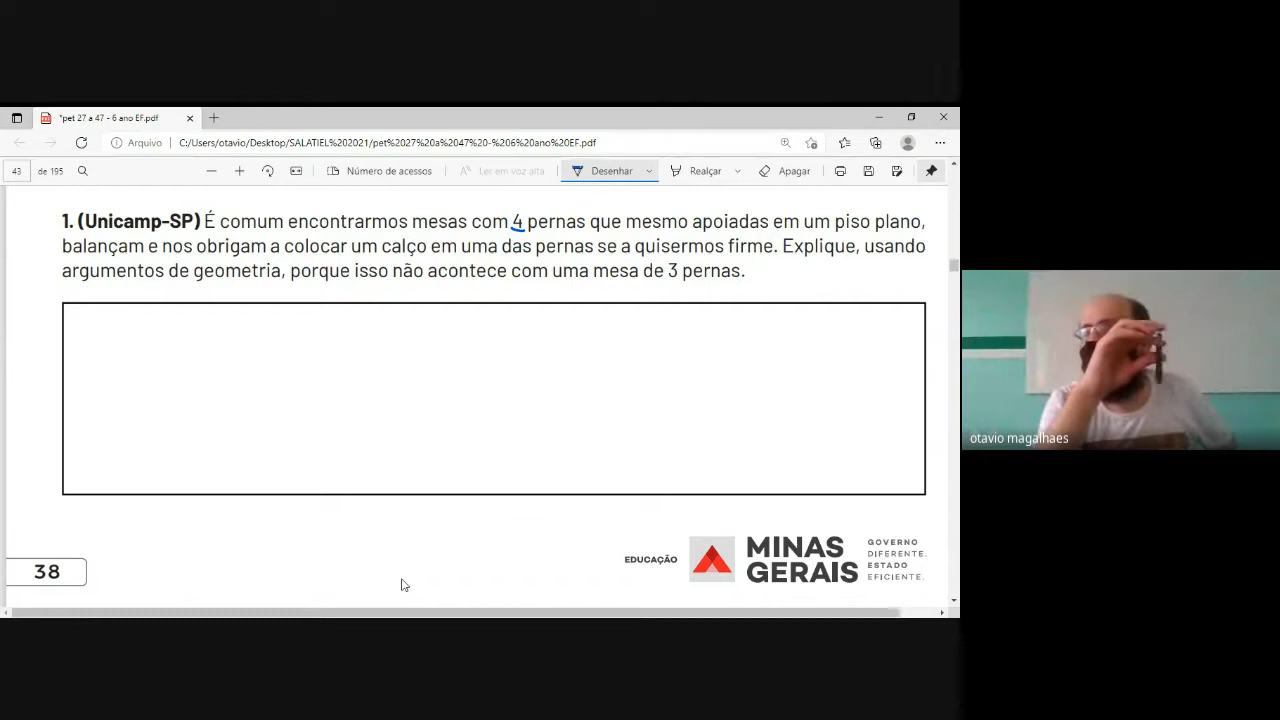 *pet 27 a 47 - 6 ano EF.pdf
Arquivo C:/Users/otavio/Desktop/SALATIEL%202021/pet%2027%20a%2047%20-%206%20ano%20EF.pdf
43 de 195 Número de acessos Ler em voz alta Desenhar Realçar Apagar
1. (Unicamp-SP) É comum encontrarmos mesas com 4 pernas que mesmo apoiadas em um piso plano,
balançam e nos obrigam a colocar um calço em uma das pernas se a quisermos firme. Explique, usando
argumentos de geometria, porque isso não acontece com uma mesa de 3 pernas.
otavio magalhaes
38
EDUCAÇÃO
MINAS
GERAIS
GOVERNO
DIFERENTE.
ESTADO
EFICIENTE.